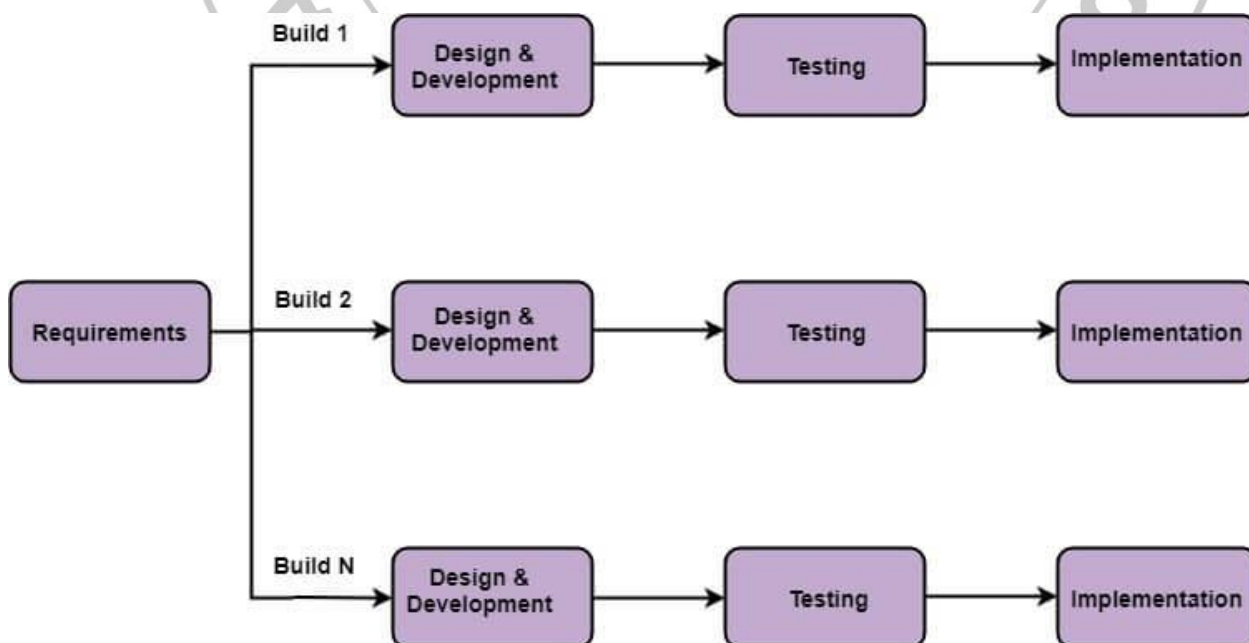 Build 1
Design &
Development
Testing
Implementation
Requirements
Build 2
Design &
Development
Testing
Implementation
Build N
Design &
Development
Testing
Implementation